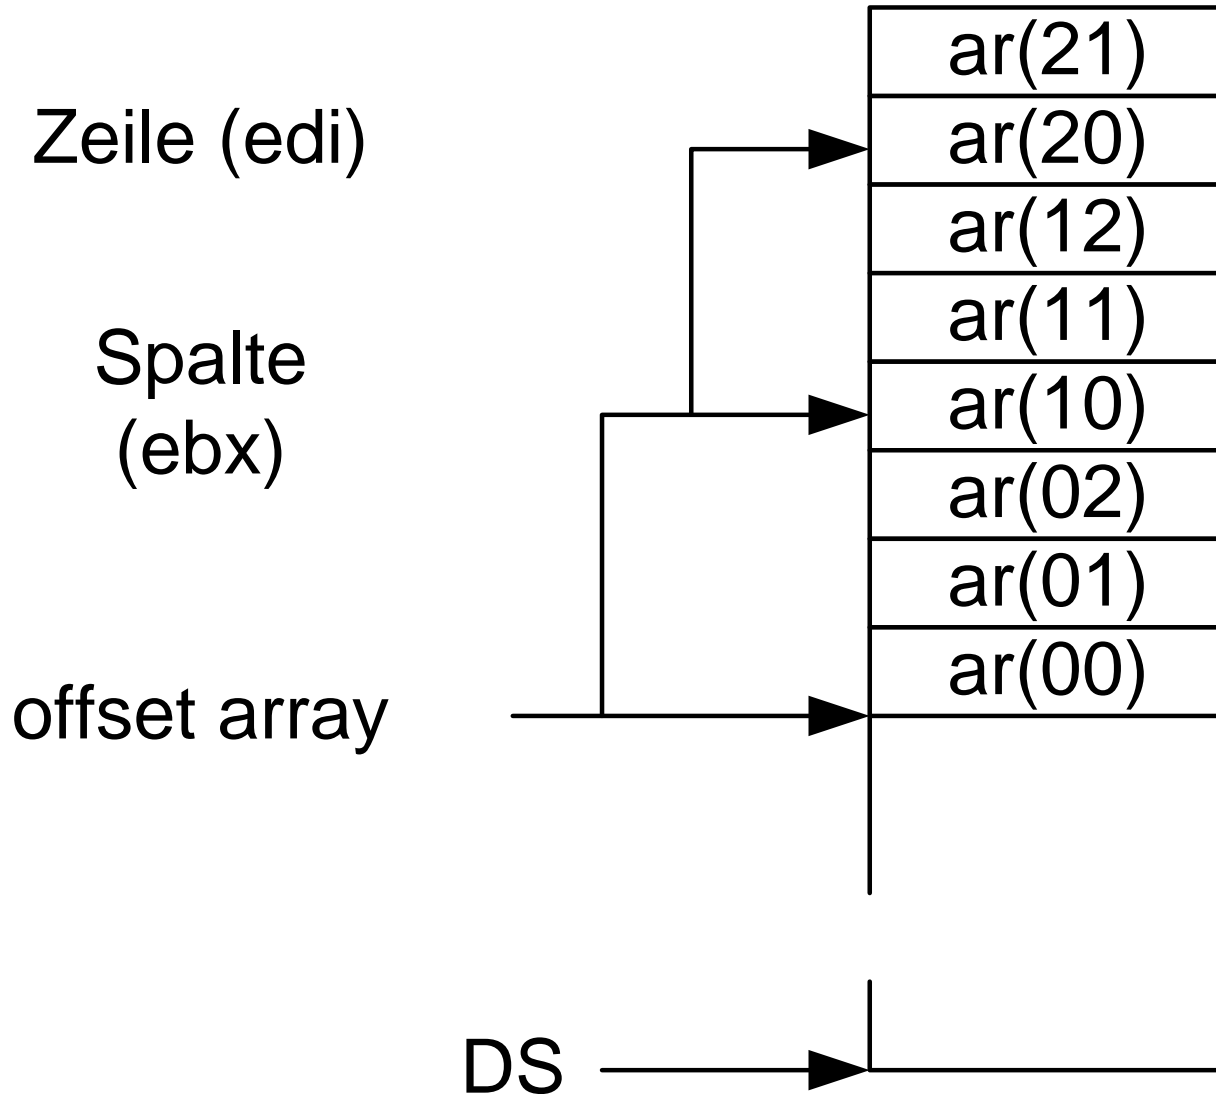 ar(21)
Zeile (edi)
ar(20)
ar(12)
ar(11)
Spalte
(ebx)
ar(10)
ar(02)
ar(01)
ar(00)
offset array
DS